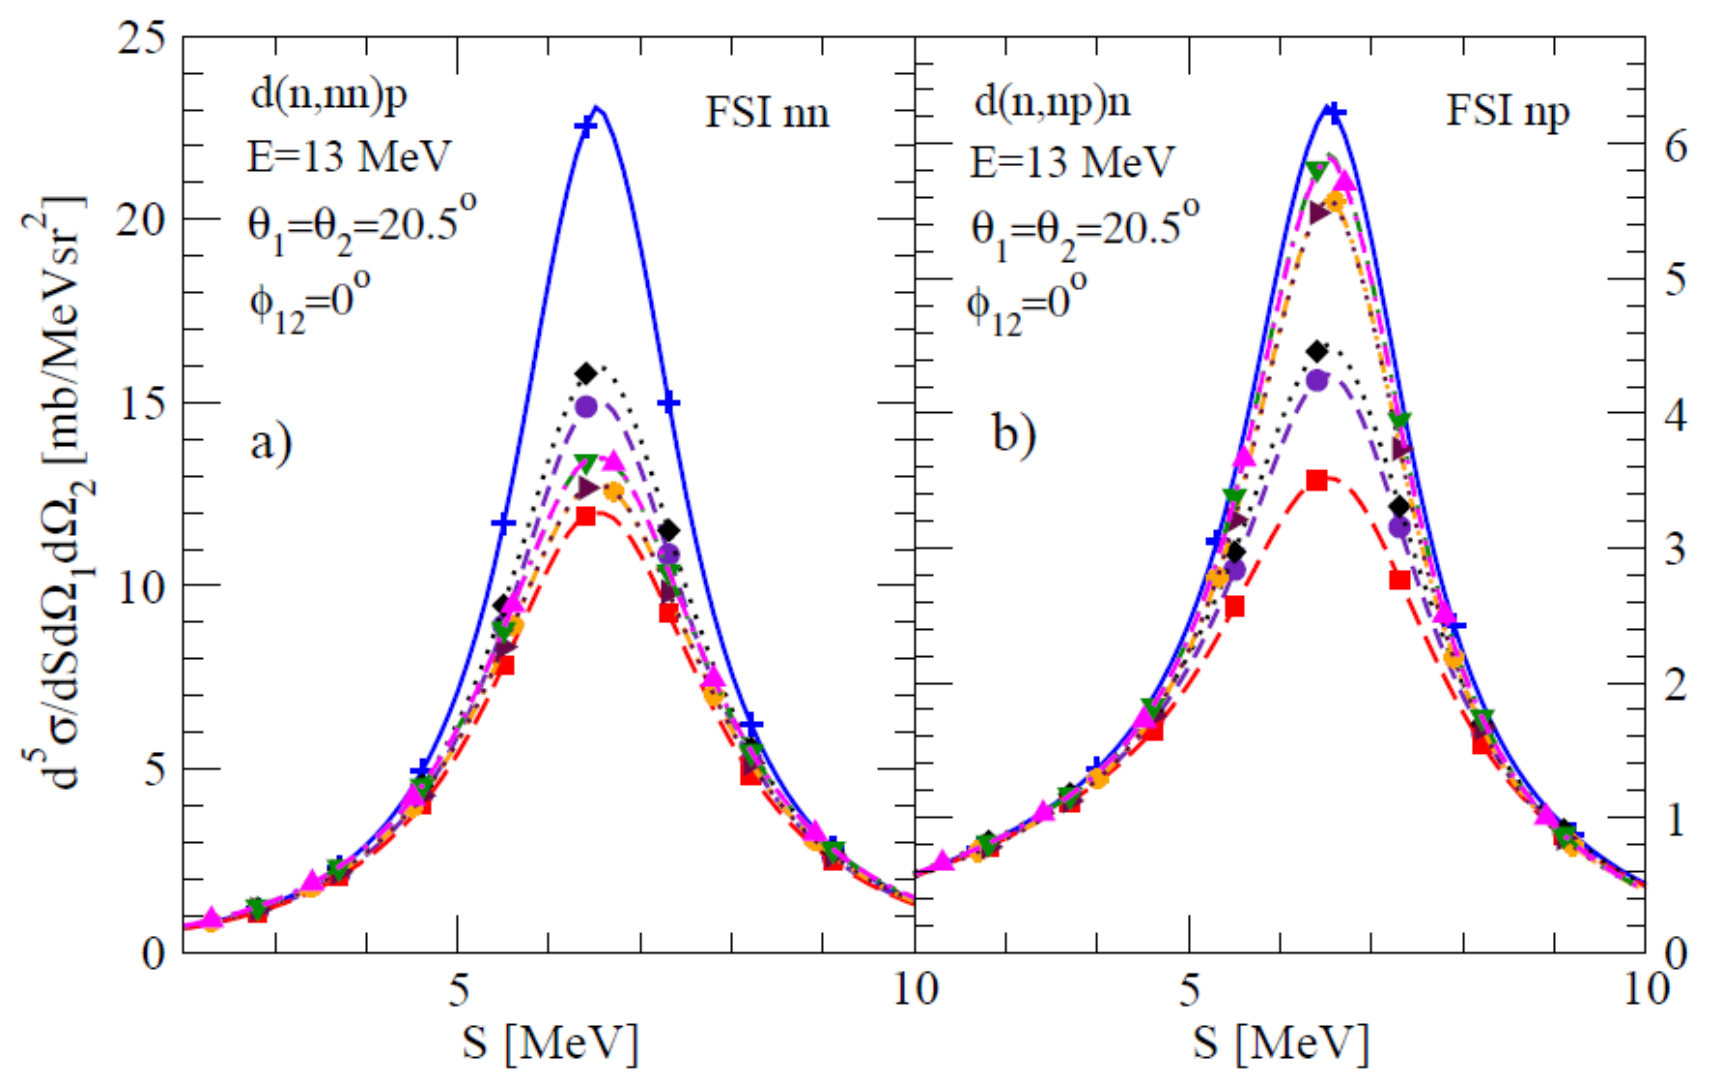 d⁵ σ/dSdΩ₁dΩ₂ [mb/MeVsr²]
25
20
15
10
5
0
d(n,nn)p
E=13 MeV
θ₁=θ₂=20.5°
ϕ₁₂=0°
FSI nn
a)
d(n,np)n
E=13 MeV
θ₁=θ₂=20.5°
ϕ₁₂=0°
FSI np
b)
6
5
4
3
2
1
0
5
10
5
10
S [MeV]
S [MeV]